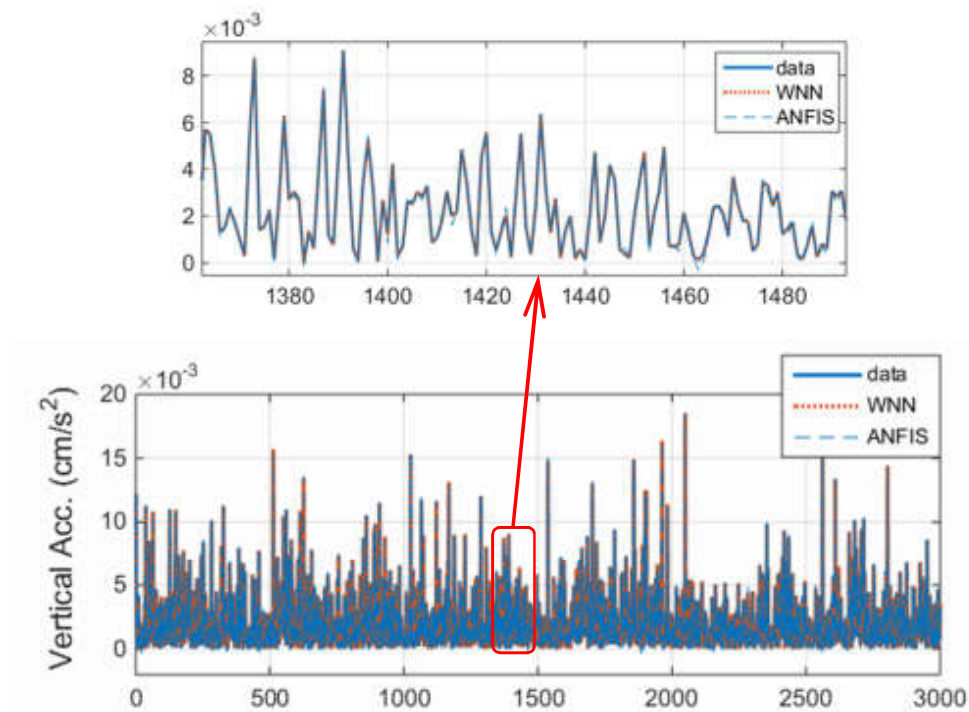 ×10⁻³
8
6
4
2
0
data
WNN
ANFIS
1380 1400 1420 1440 1460 1480
×10⁻³
20
15
10
5
0
Vertical Acc. (cm/s²)
data
WNN
ANFIS
0 500 1000 1500 2000 2500 3000